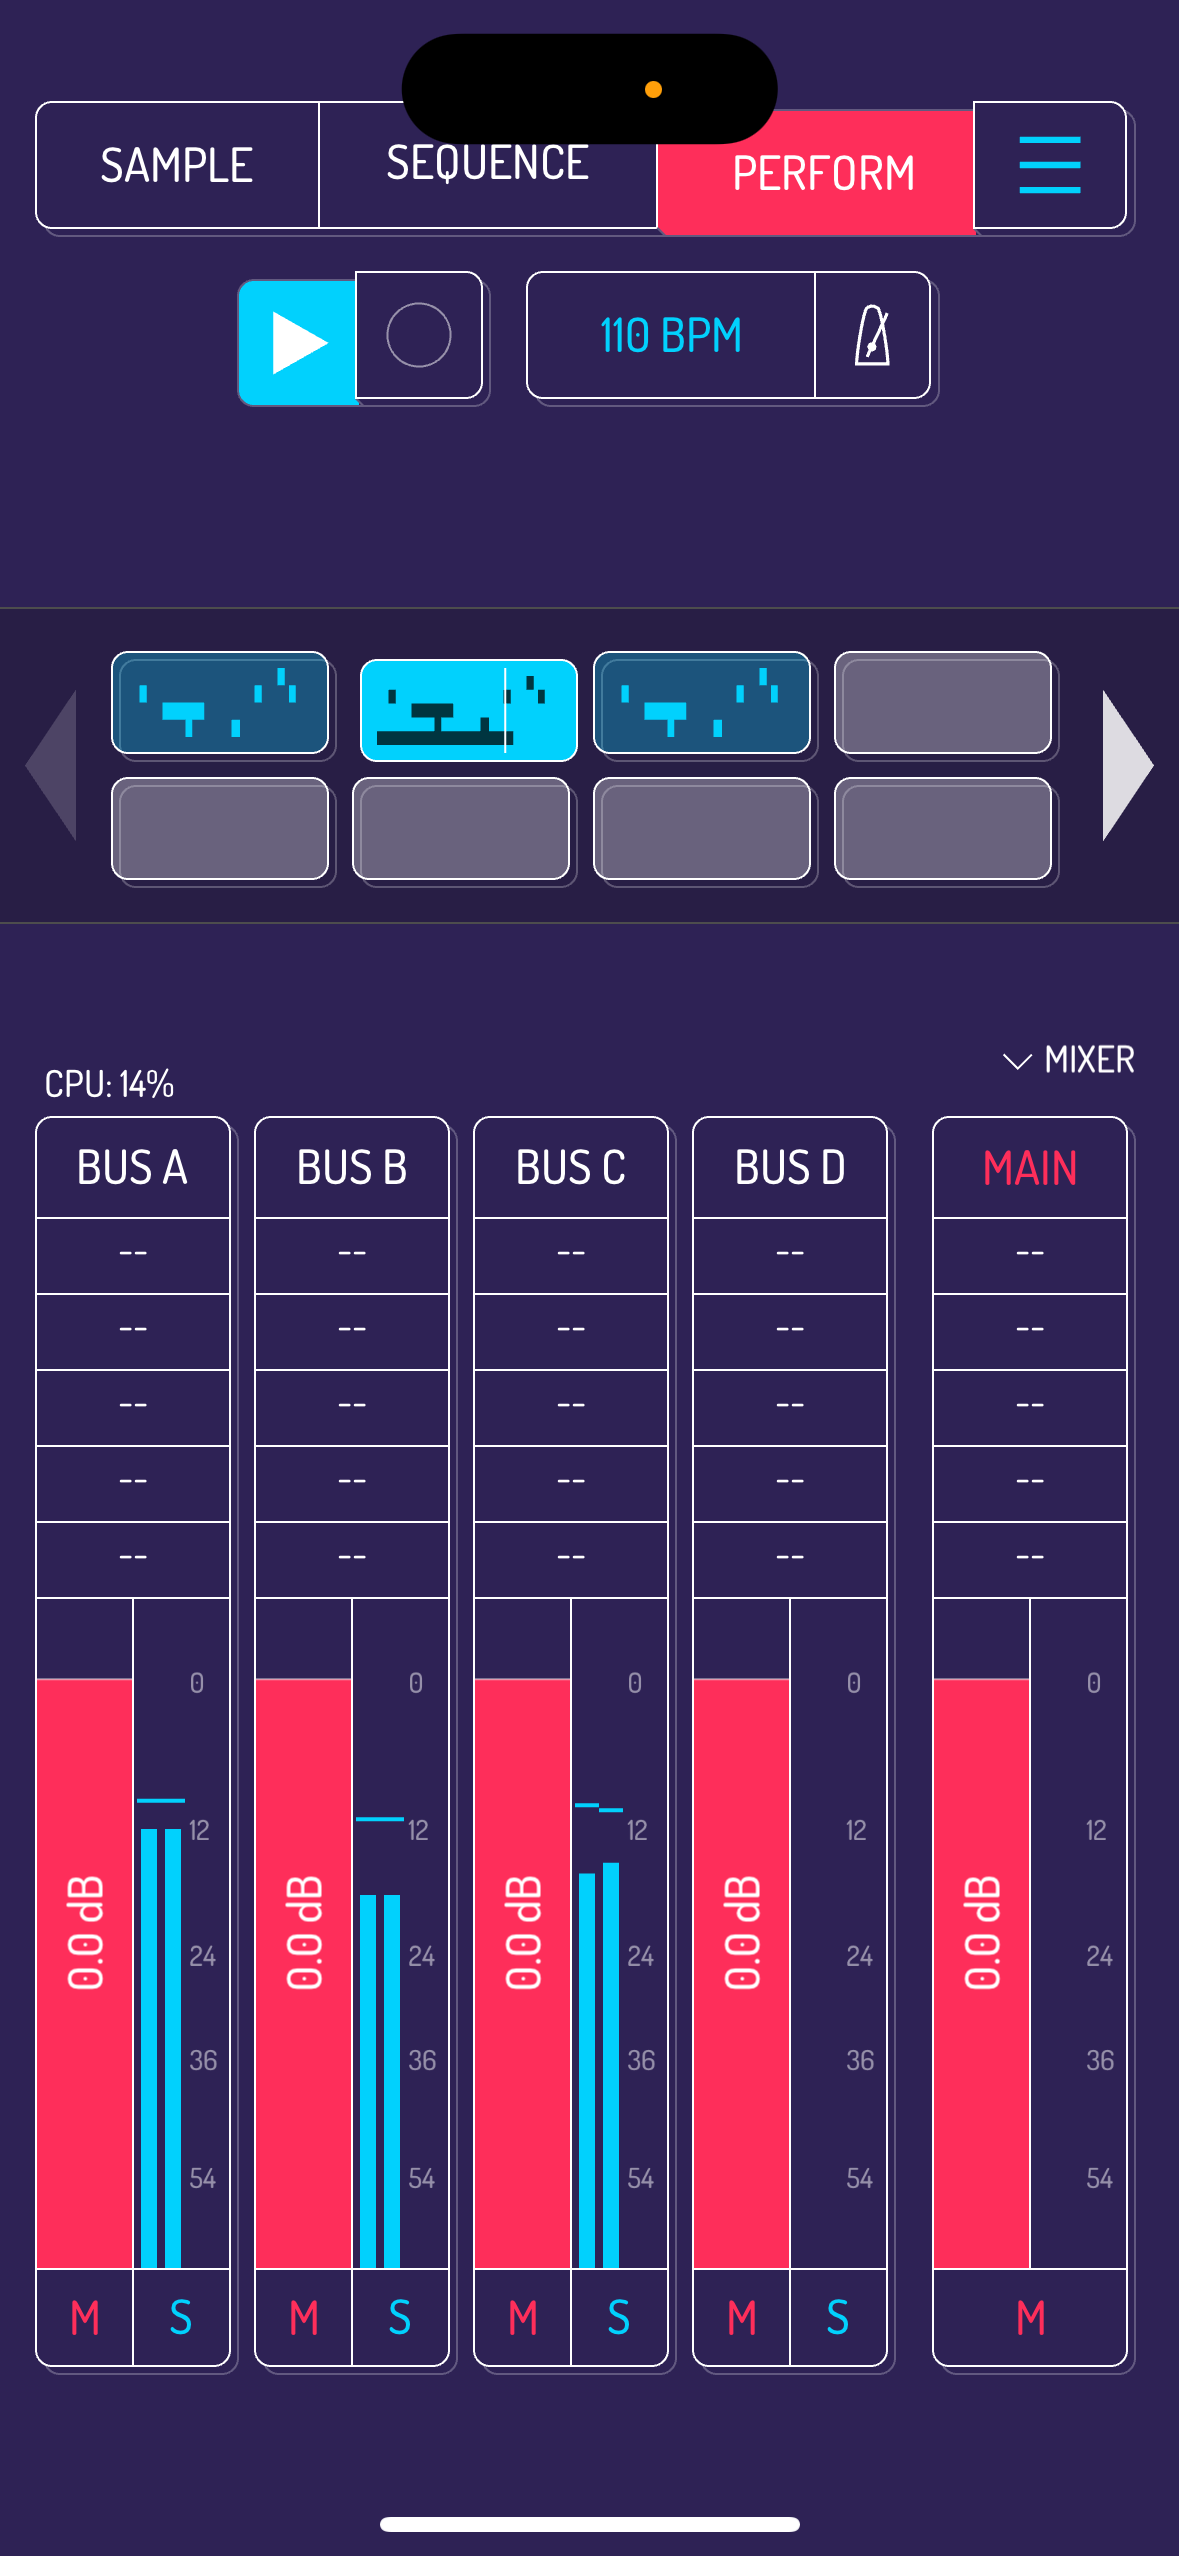 SAMPLE SEQUENCE PERFORM
110 BPM
MIXER
CPU: 14%
BUS A BUS B BUS C BUS D MAIN
-- -- -- -- --
-- -- -- -- --
-- -- -- -- --
-- -- -- -- --
-- -- -- -- --
0 0 0 0 0
12 12 12 12 12
0.0 dB 0.0 dB 0.0 dB 0.0 dB 0.0 dB
24 24 24 24 24
36 36 36 36 36
54 54 54 54 54
M S M S M S M S M